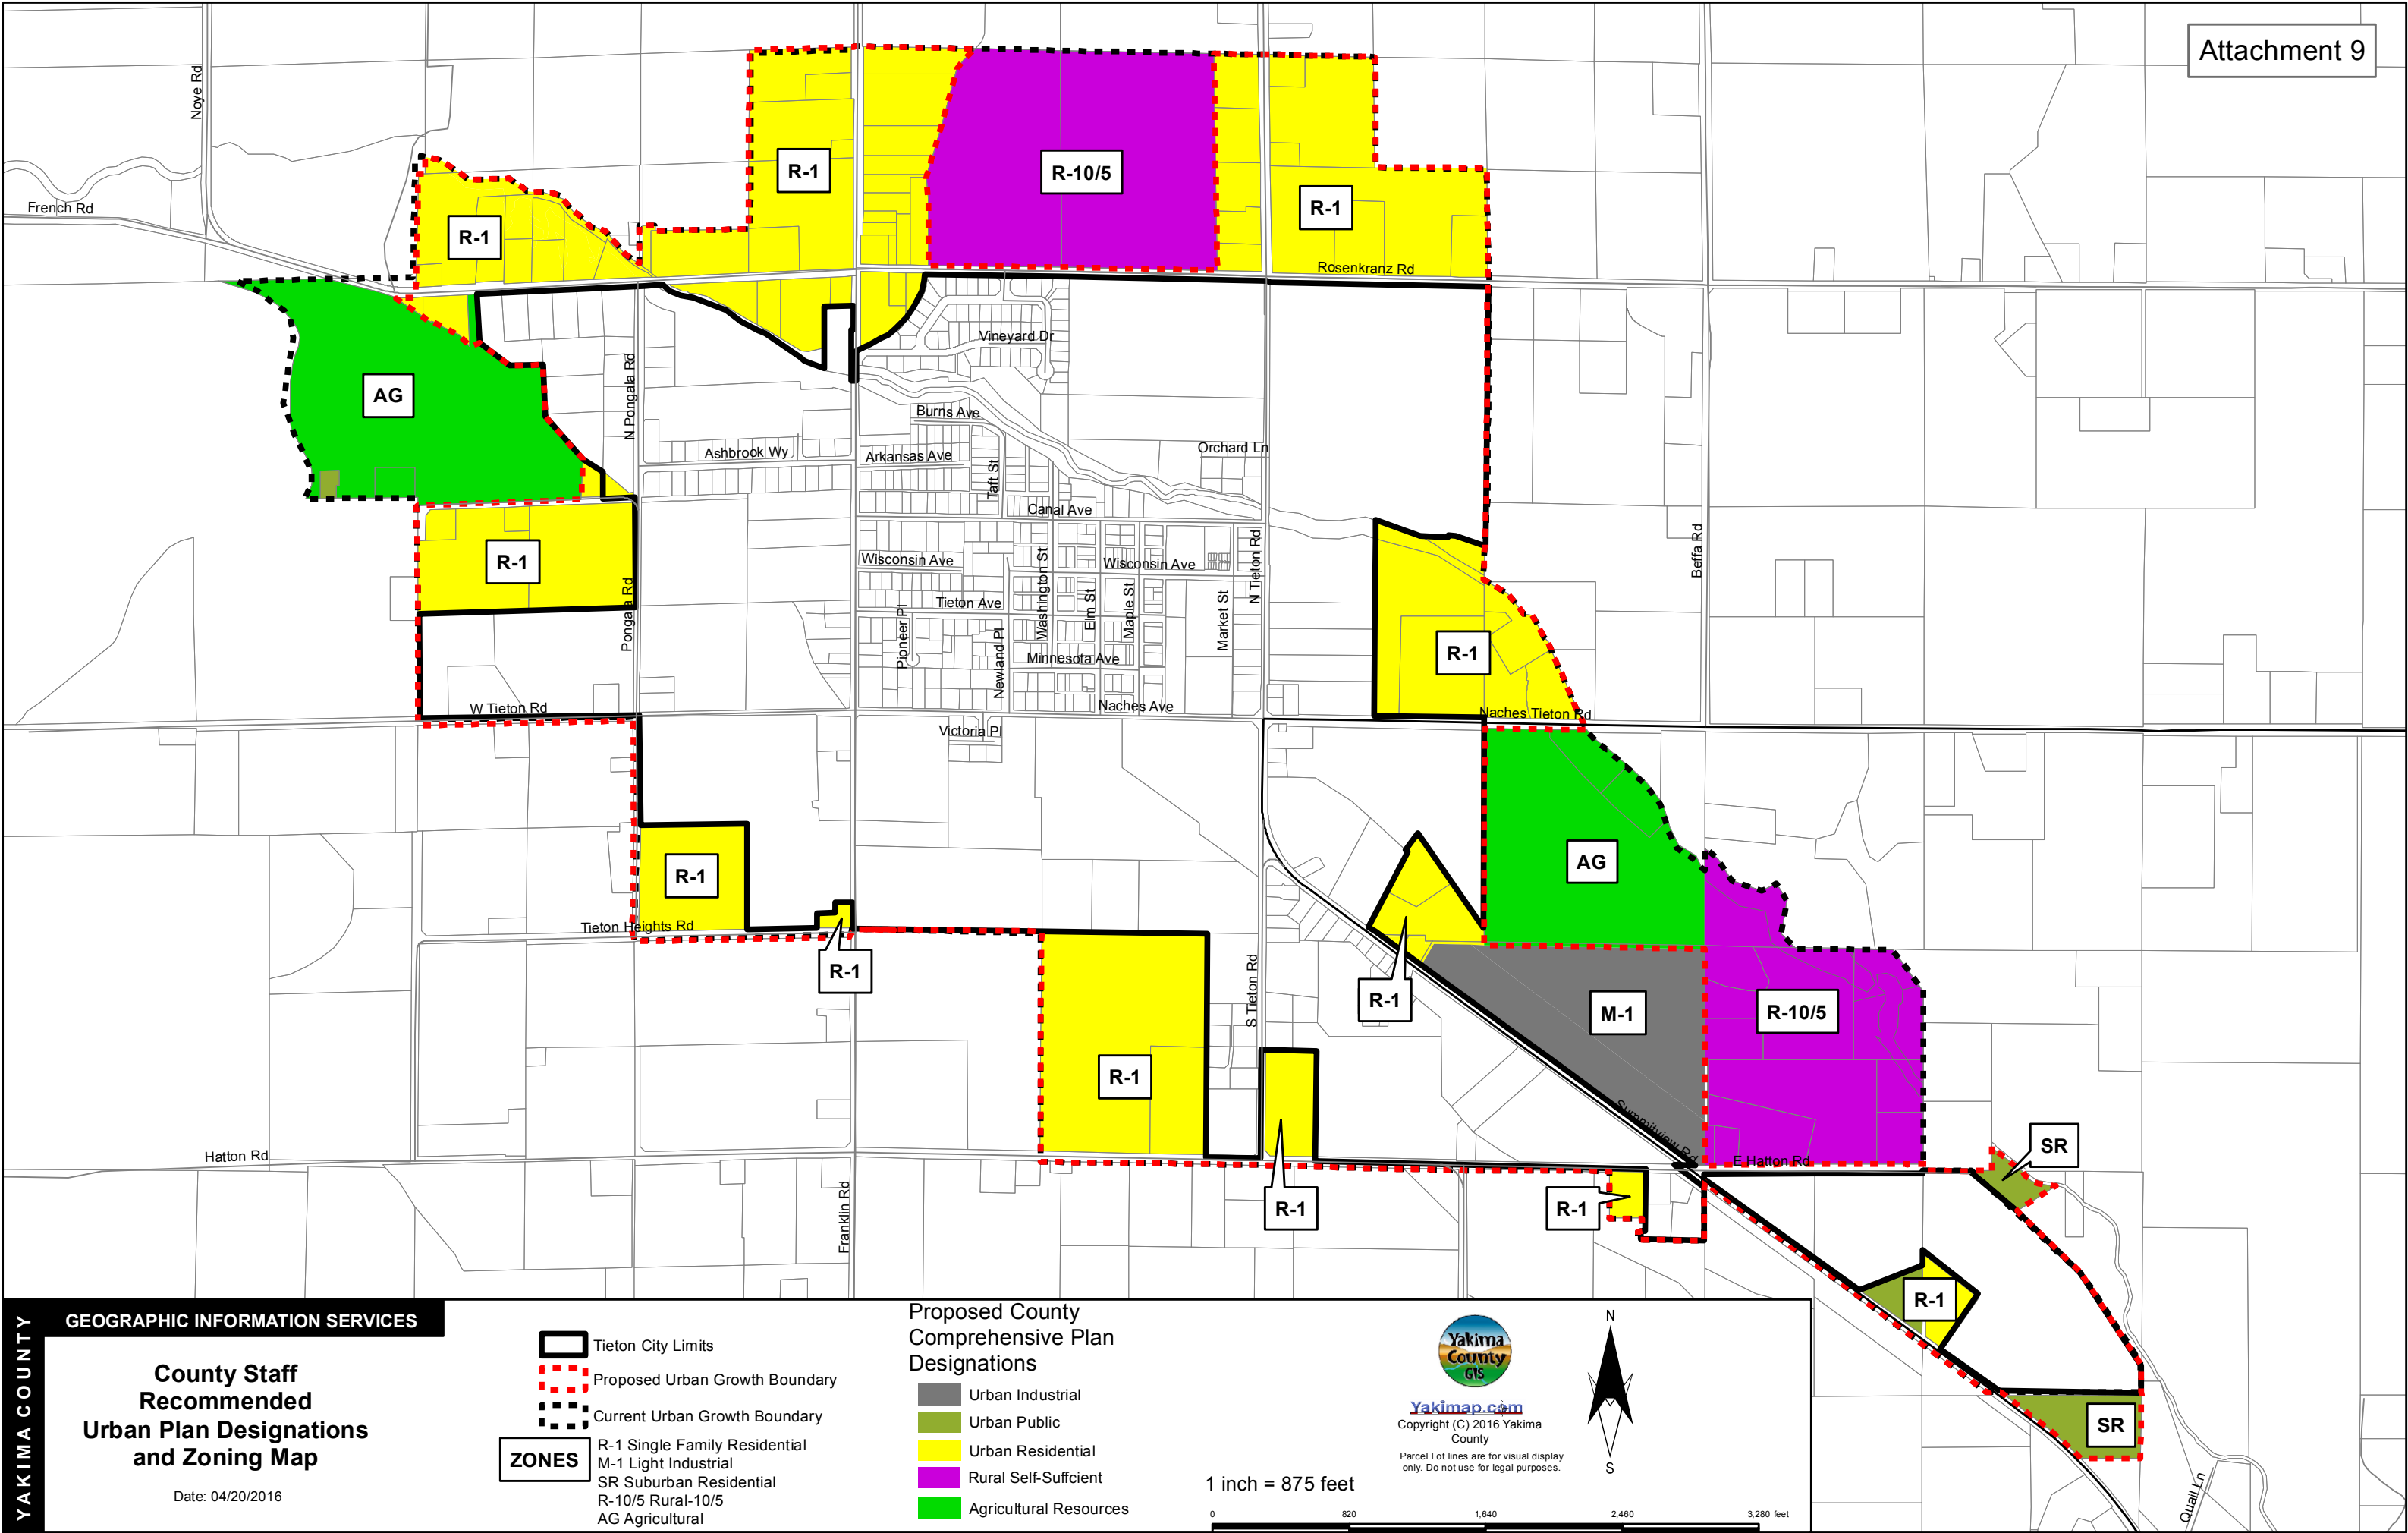 Attachment 9
Noye Rd
French Rd
R-1
R-1
R-10/5
R-1
Rosenkranz Rd
Vineyard Dr
AG
N Pongala Rd
Burns Ave
Ashbrook Wy
Arkansas Ave
Taft St
Orchard Ln
Canal Ave
R-1
Pongala Rd
Wisconsin Ave
Wisconsin Ave
Tieton Ave
Pioneer Pl
Newland Pl
Washington St
Elm St
Maple St
Market St
N Tieton Rd
Beffa Rd
Minnesota Ave
R-1
W Tieton Rd
Naches Ave
Naches Tieton Rd
Victoria Pl
R-1
AG
Tieton Heights Rd
R-1
R-1
S Tieton Rd
M-1
R-10/5
R-1
Summitview Rd
Hatton Rd
E Hatton Rd
SR
Franklin Rd
R-1
R-1
R-1
SR
Quail Ln
YAKIMA COUNTY
GEOGRAPHIC INFORMATION SERVICES
County Staff
Recommended
Urban Plan Designations
and Zoning Map
Date: 04/20/2016
Tieton City Limits
Proposed Urban Growth Boundary
Current Urban Growth Boundary
ZONES
R-1 Single Family Residential
M-1 Light Industrial
SR Suburban Residential
R-10/5 Rural-10/5
AG Agricultural
Proposed County
Comprehensive Plan
Designations
Urban Industrial
Urban Public
Urban Residential
Rural Self-Suffcient
Agricultural Resources
Yakima
County
GIS
Yakimap.com
Copyright (C) 2016 Yakima
County
Parcel Lot lines are for visual display
only. Do not use for legal purposes.
N
S
1 inch = 875 feet
0 820 1,640 2,460 3,280 feet